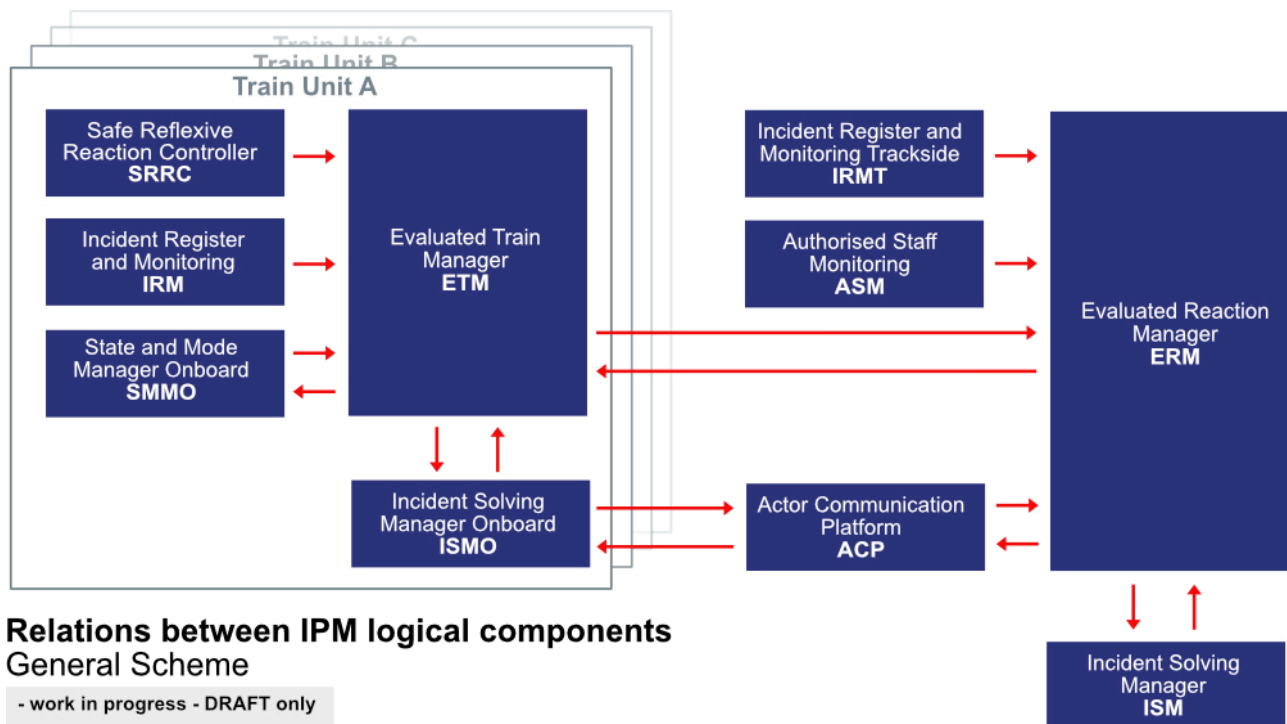 Train Unit C
Train Unit B
Train Unit A
Safe Reflexive
Reaction Controller
SRRC
Incident Register
and Monitoring
IRM
State and Mode
Manager Onboard
SMMO
Evaluated Train
Manager
ETM
Incident Solving
Manager Onboard
ISMO
Incident Register and
Monitoring Trackside
IRMT
Authorised Staff
Monitoring
ASM
Actor Communication
Platform
ACP
Evaluated Reaction
Manager
ERM
Incident Solving
Manager
ISM
Relations between IPM logical components
General Scheme
- work in progress - DRAFT only